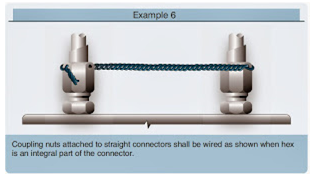 Example 6
Coupling nuts attached to straight connectors shall be wired as shown when hex
is an integral part of the connector.